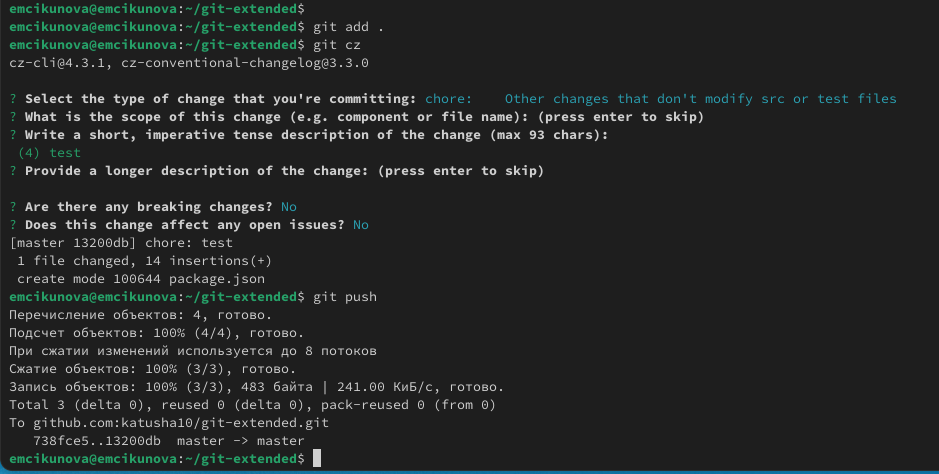 emcikunova@emcikunova:~/git-extended$
emcikunova@emcikunova:~/git-extended$ git add .
emcikunova@emcikunova:~/git-extended$ git cz
cz-cli@4.3.1, cz-conventional-changelog@3.3.0
? Select the type of change that you're committing: chore:    Other changes that don't modify src or test files
? What is the scope of this change (e.g. component or file name): (press enter to skip)
? Write a short, imperative tense description of the change (max 93 chars):
 (4) test
? Provide a longer description of the change: (press enter to skip)
? Are there any breaking changes? No
? Does this change affect any open issues? No
[master 13200db] chore: test
 1 file changed, 14 insertions(+)
 create mode 100644 package.json
emcikunova@emcikunova:~/git-extended$ git push
Перечисление объектов: 4, готово.
Подсчет объектов: 100% (4/4), готово.
При сжатии изменений используется до 8 потоков
Сжатие объектов: 100% (3/3), готово.
Запись объектов: 100% (3/3), 483 байта | 241.00 КиБ/с, готово.
Total 3 (delta 0), reused 0 (delta 0), pack-reused 0 (from 0)
To github.com:katusha10/git-extended.git
   738fce5..13200db  master -> master
emcikunova@emcikunova:~/git-extended$